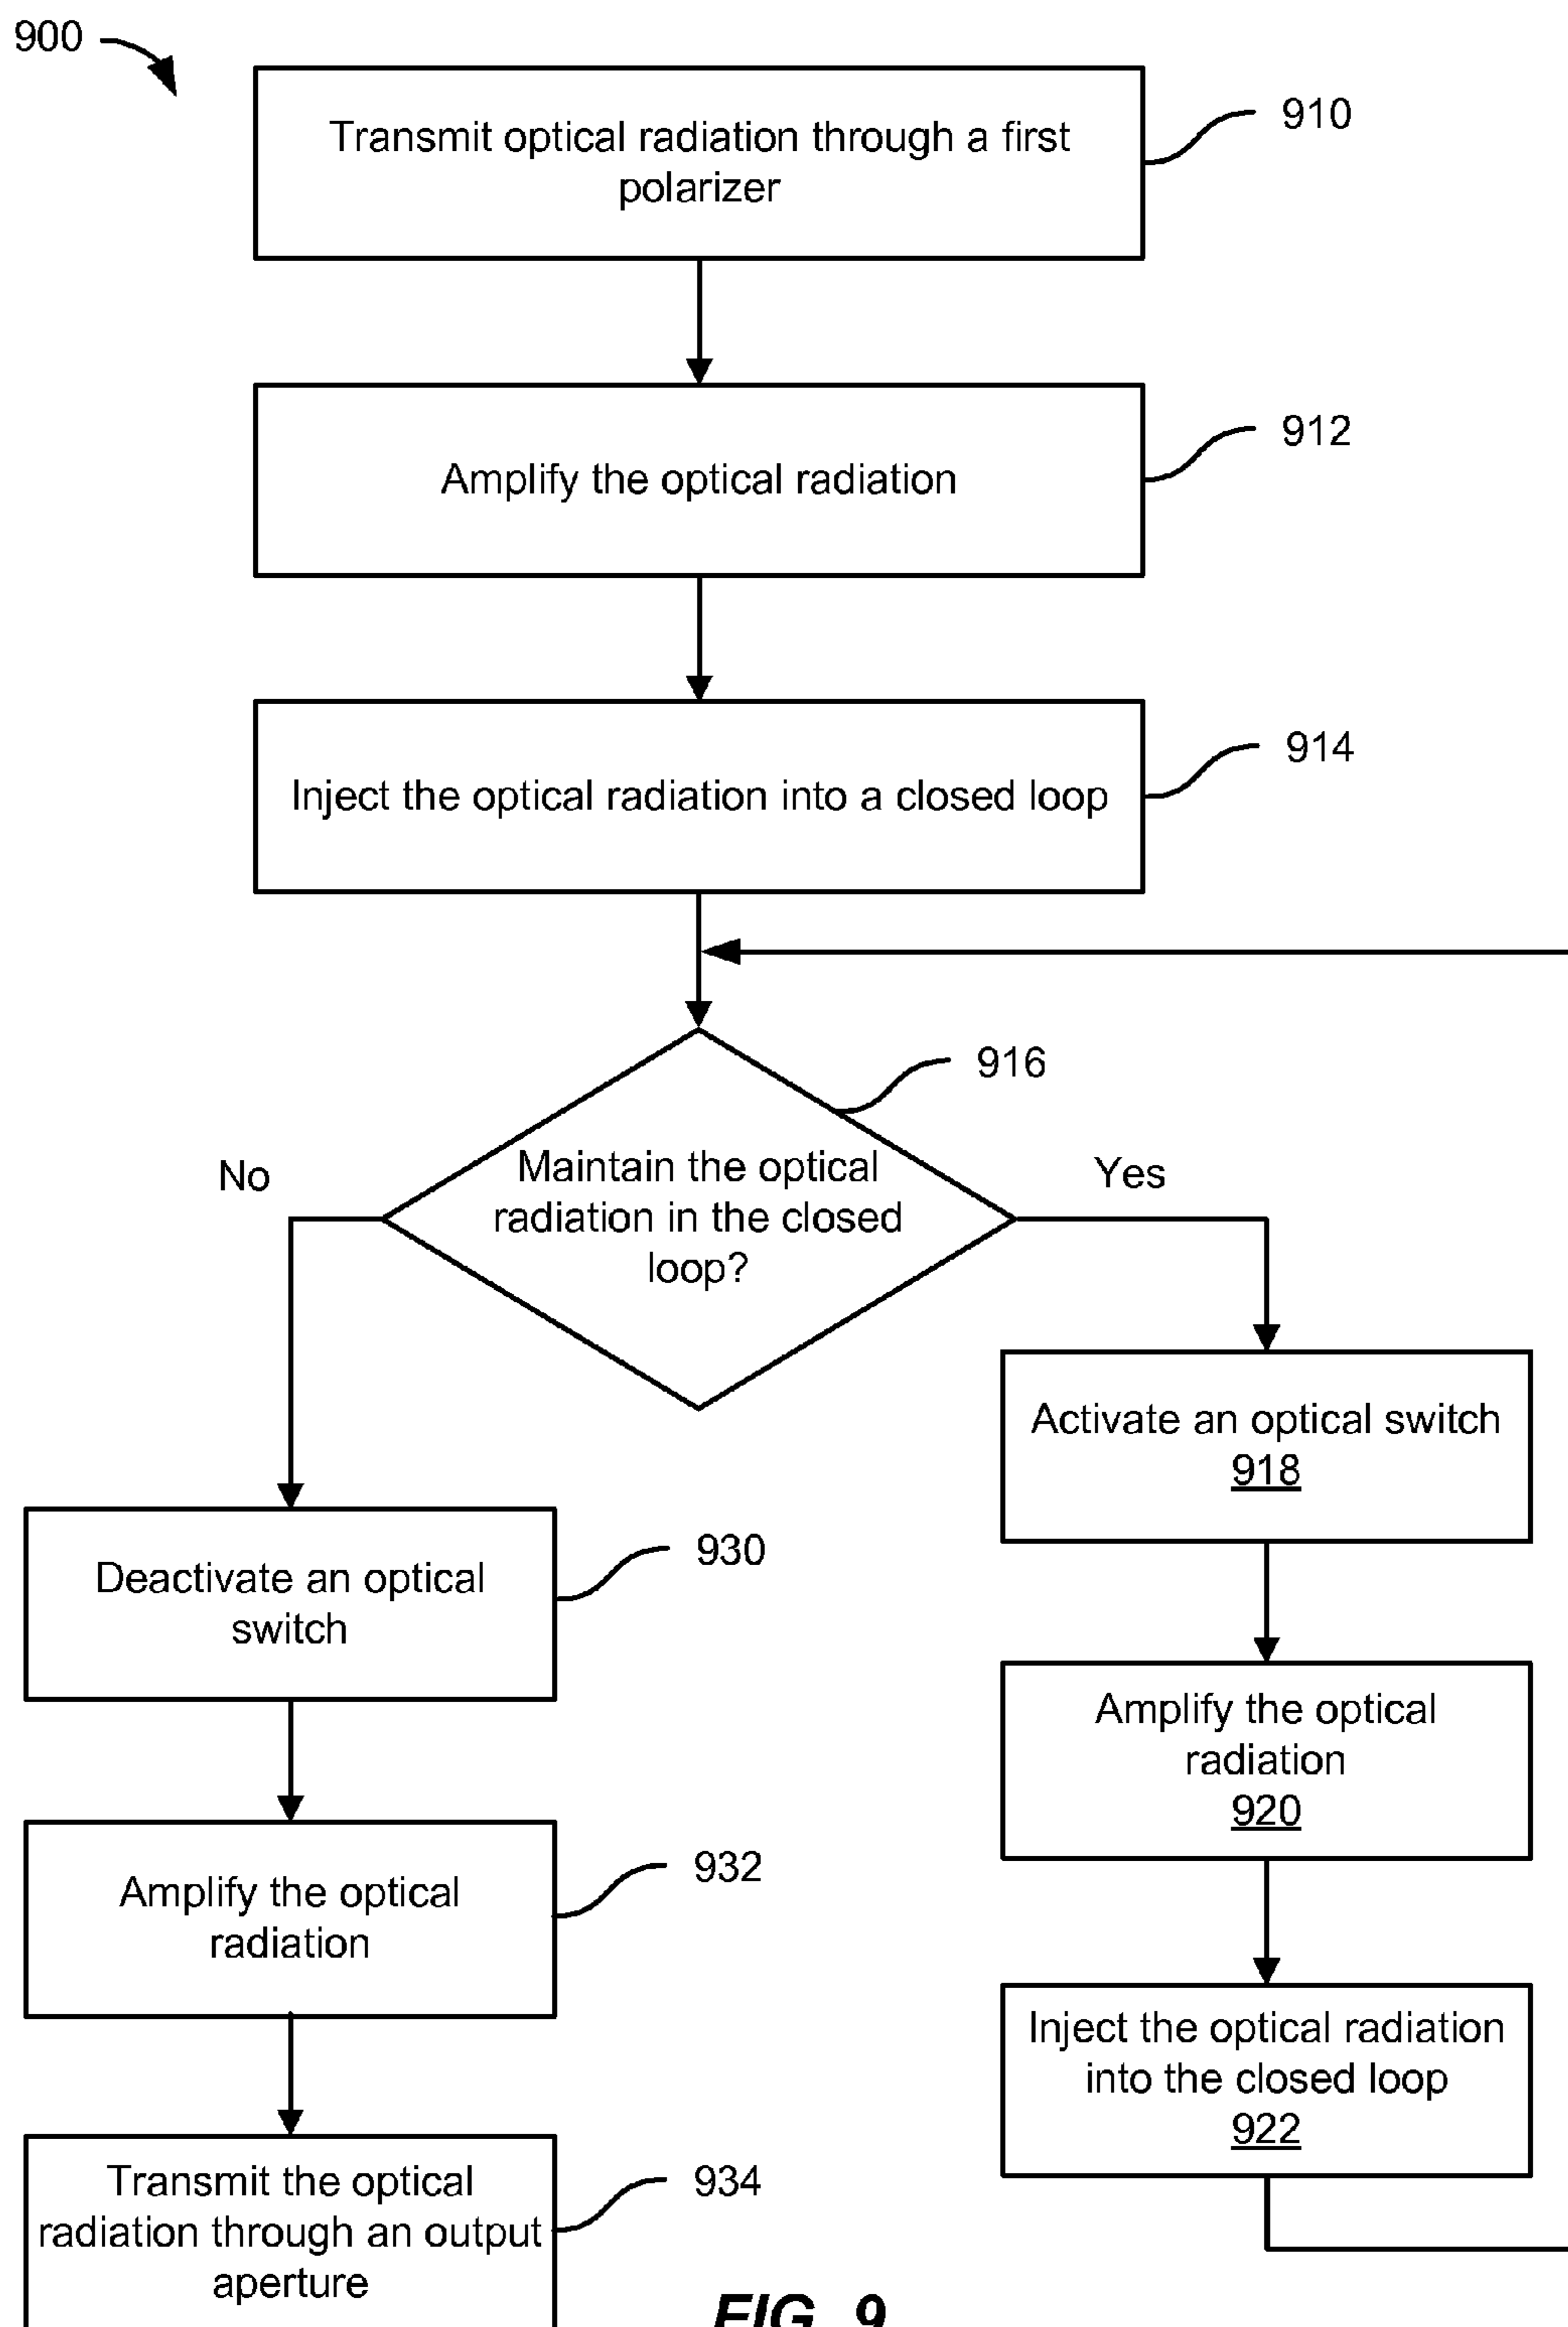 900
Transmit optical radiation through a first
polarizer
910
Amplify the optical radiation
912
Inject the optical radiation into a closed loop
914
Maintain the optical
radiation in the closed
loop?
916
No
Yes
Activate an optical switch
918
Amplify the optical
radiation
920
Inject the optical radiation
into the closed loop
922
Deactivate an optical
switch
930
Amplify the optical
radiation
932
Transmit the optical
radiation through an output
aperture
934
FIG. 9